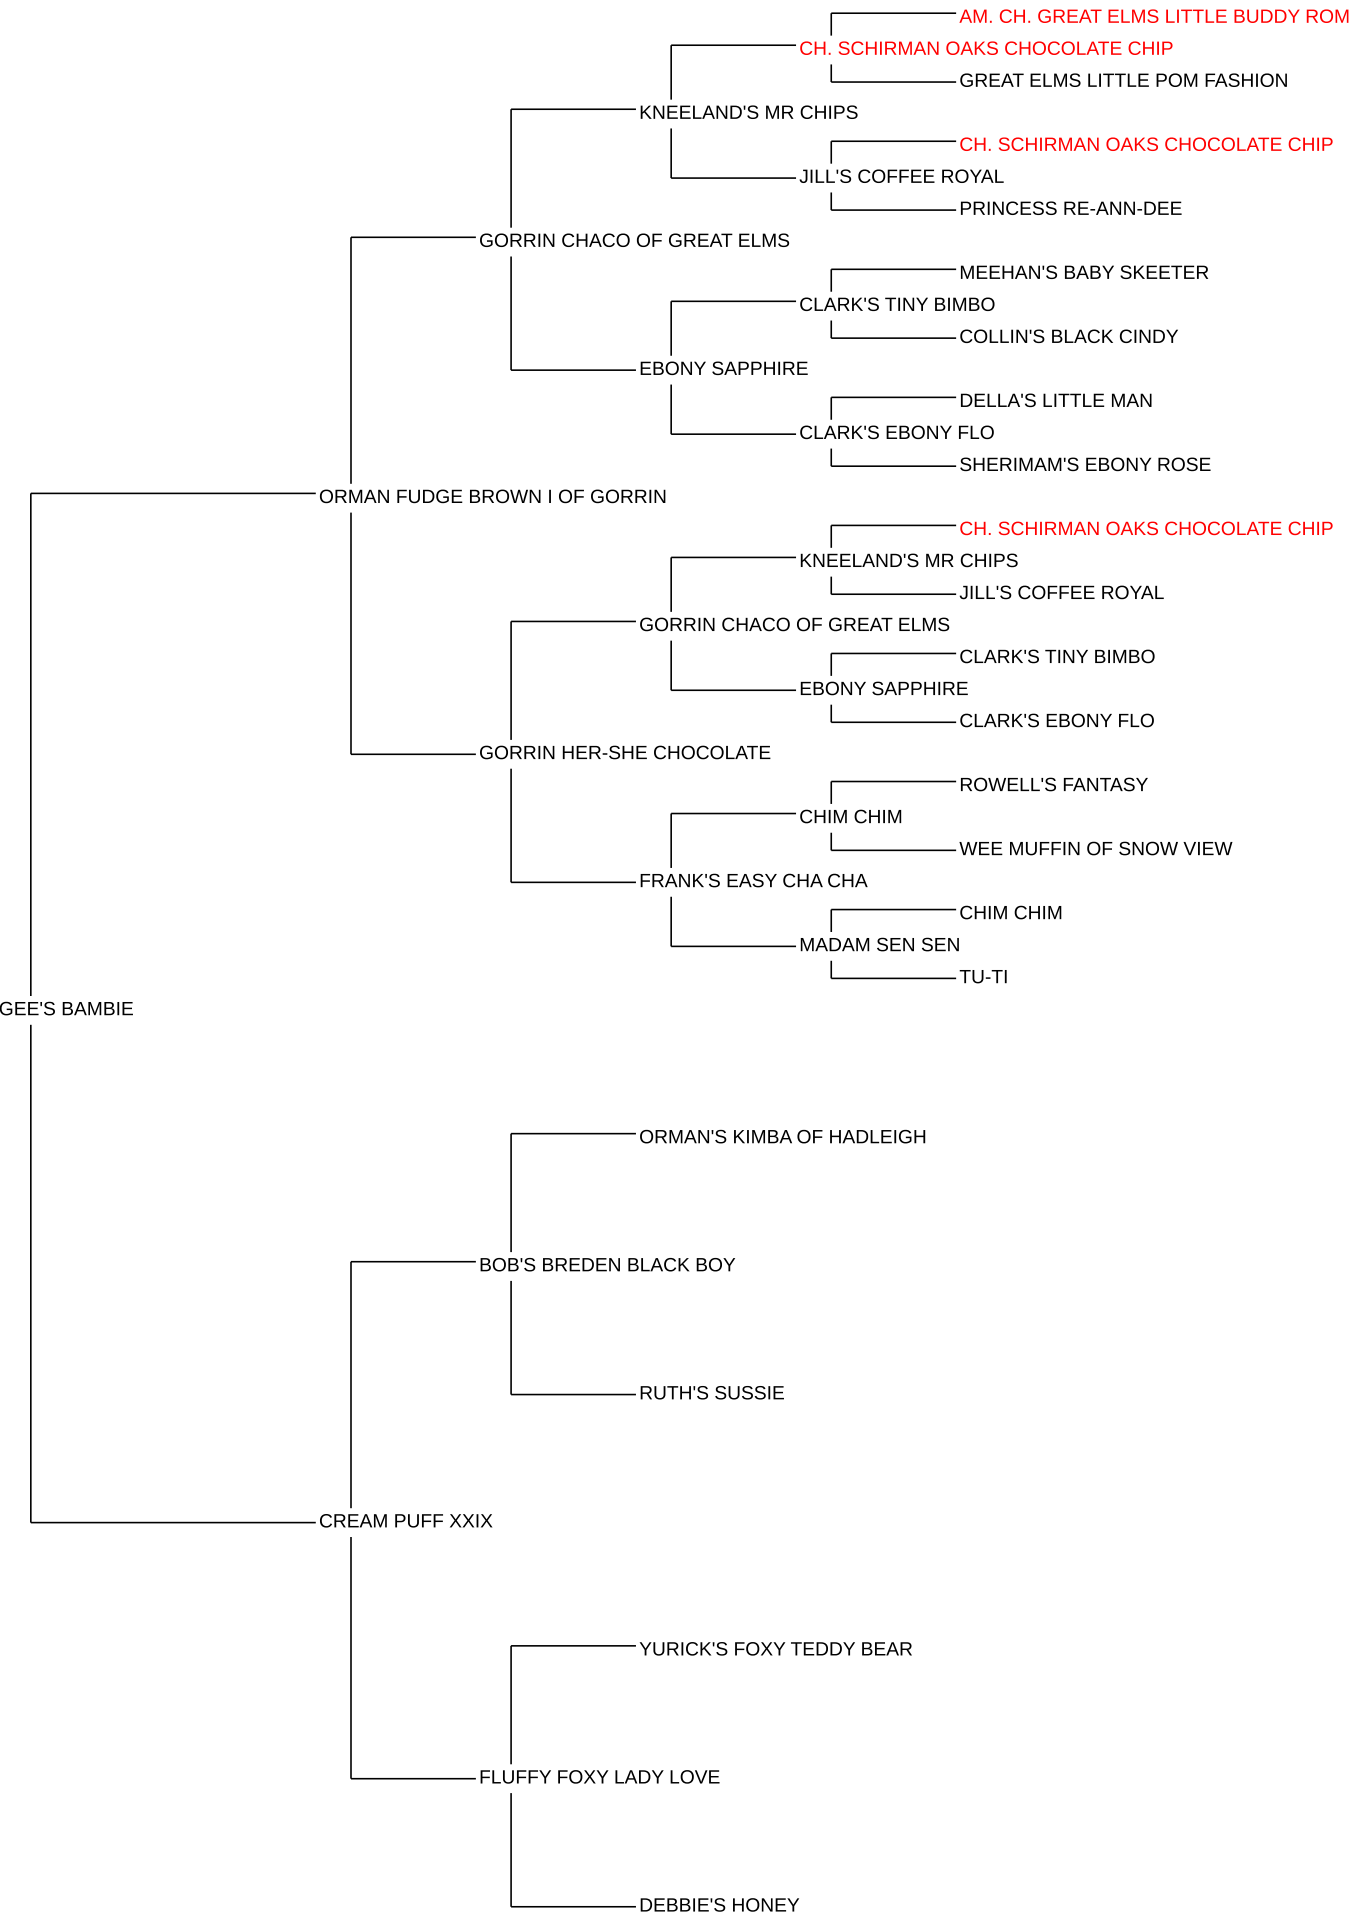 AM. CH. GREAT ELMS LITTLE BUDDY ROM
CH. SCHIRMAN OAKS CHOCOLATE CHIP
GREAT ELMS LITTLE POM FASHION
KNEELAND'S MR CHIPS
CH. SCHIRMAN OAKS CHOCOLATE CHIP
JILL'S COFFEE ROYAL
PRINCESS RE-ANN-DEE
GORRIN CHACO OF GREAT ELMS
MEEHAN'S BABY SKEETER
CLARK'S TINY BIMBO
COLLIN'S BLACK CINDY
EBONY SAPPHIRE
DELLA'S LITTLE MAN
CLARK'S EBONY FLO
SHERIMAM'S EBONY ROSE
ORMAN FUDGE BROWN I OF GORRIN
CH. SCHIRMAN OAKS CHOCOLATE CHIP
KNEELAND'S MR CHIPS
JILL'S COFFEE ROYAL
GORRIN CHACO OF GREAT ELMS
CLARK'S TINY BIMBO
EBONY SAPPHIRE
CLARK'S EBONY FLO
GORRIN HER-SHE CHOCOLATE
ROWELL'S FANTASY
CHIM CHIM
WEE MUFFIN OF SNOW VIEW
FRANK'S EASY CHA CHA
CHIM CHIM
MADAM SEN SEN
TU-TI
GEE'S BAMBIE
ORMAN'S KIMBA OF HADLEIGH
BOB'S BREDEN BLACK BOY
RUTH'S SUSSIE
CREAM PUFF XXIX
YURICK'S FOXY TEDDY BEAR
FLUFFY FOXY LADY LOVE
DEBBIE'S HONEY